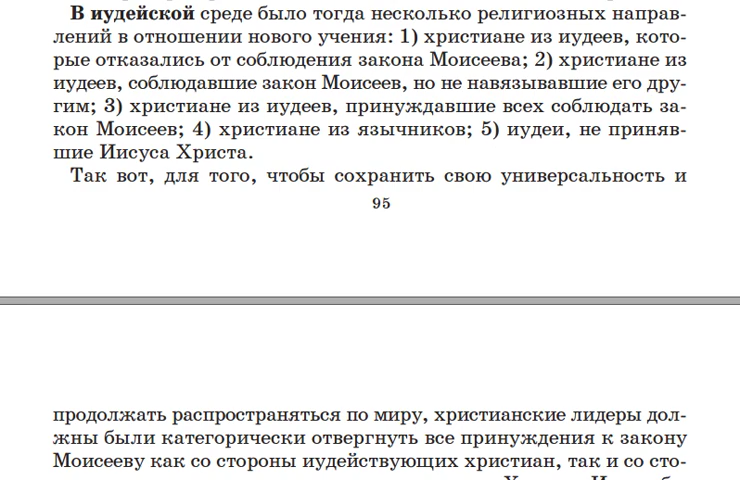 В иудейской среде было тогда несколько религиозных направ-
лений в отношении нового учения: 1) христиане из иудеев, кото-
рые отказались от соблюдения закона Моисеева; 2) христиане из
иудеев, соблюдавшие закон Моисеев, но не навязывавшие его дру-
гим; 3) христиане из иудеев, принуждавшие всех соблюдать за-
кон Моисеев; 4) христиане из язычников; 5) иудеи, не приняв-
шие Иисуса Христа.
Так вот, для того, чтобы сохранить свою универсальность и
95
продолжать распространяться по миру, христианские лидеры дол-
жны были категорически отвергнуть все принуждения к закону
Моисееву как со стороны иудействующих христиан, так и со сто-